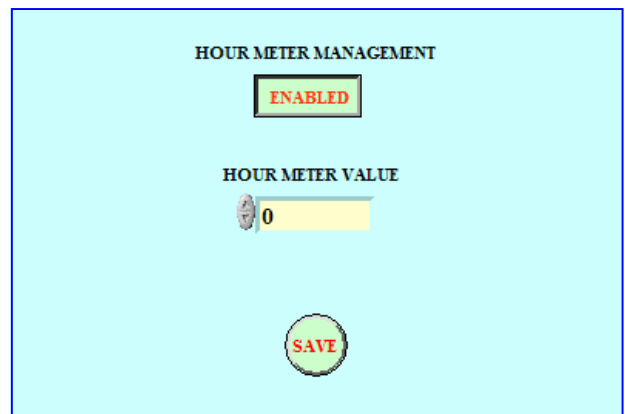 HOUR METER MANAGEMENT
ENABLED
HOUR METER VALUE
0
SAVE